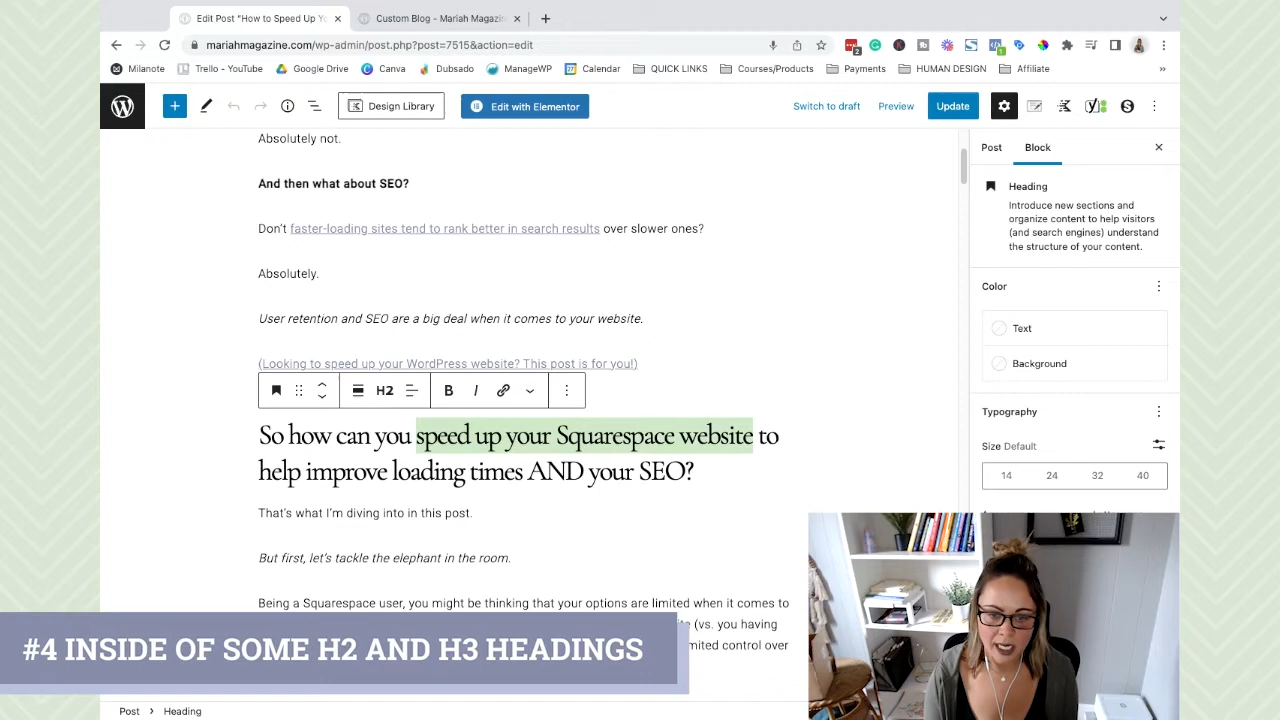 Edit Post "How to Speed Up Yo
Custom Blog - Mariah Magazin
mariahmagazine.com/wp-admin/post.php?post=7515&action=edit
Milanote
Trello - YouTube
Google Drive
Canva
Dubsado
ManageWP
Calendar
QUICK LINKS
Courses/Products
Payments
HUMAN DESIGN
Affiliate
Design Library
Edit with Elementor
Switch to draft
Preview
Update
Absolutely not.
And then what about SEO?
Don't faster-loading sites tend to rank better in search results over slower ones?
Absolutely.
User retention and SEO are a big deal when it comes to your website.
(Looking to speed up your WordPress website? This post is for you!)
H2 B I
So how can you speed up your Squarespace website to
help improve loading times AND your SEO?
That's what I'm diving into in this post.
But first, let's tackle the elephant in the room.
Being a Squarespace user, you might be thinking that your options are limited when it comes to
te (vs. you having
mited control over
#4 INSIDE OF SOME H2 AND H3 HEADINGS
Post > Heading
Post
Block
Heading
Introduce new sections and
organize content to help visitors
(and search engines) understand
the structure of your content.
Color
Text
Background
Typography
Size Default
14 24 32 40